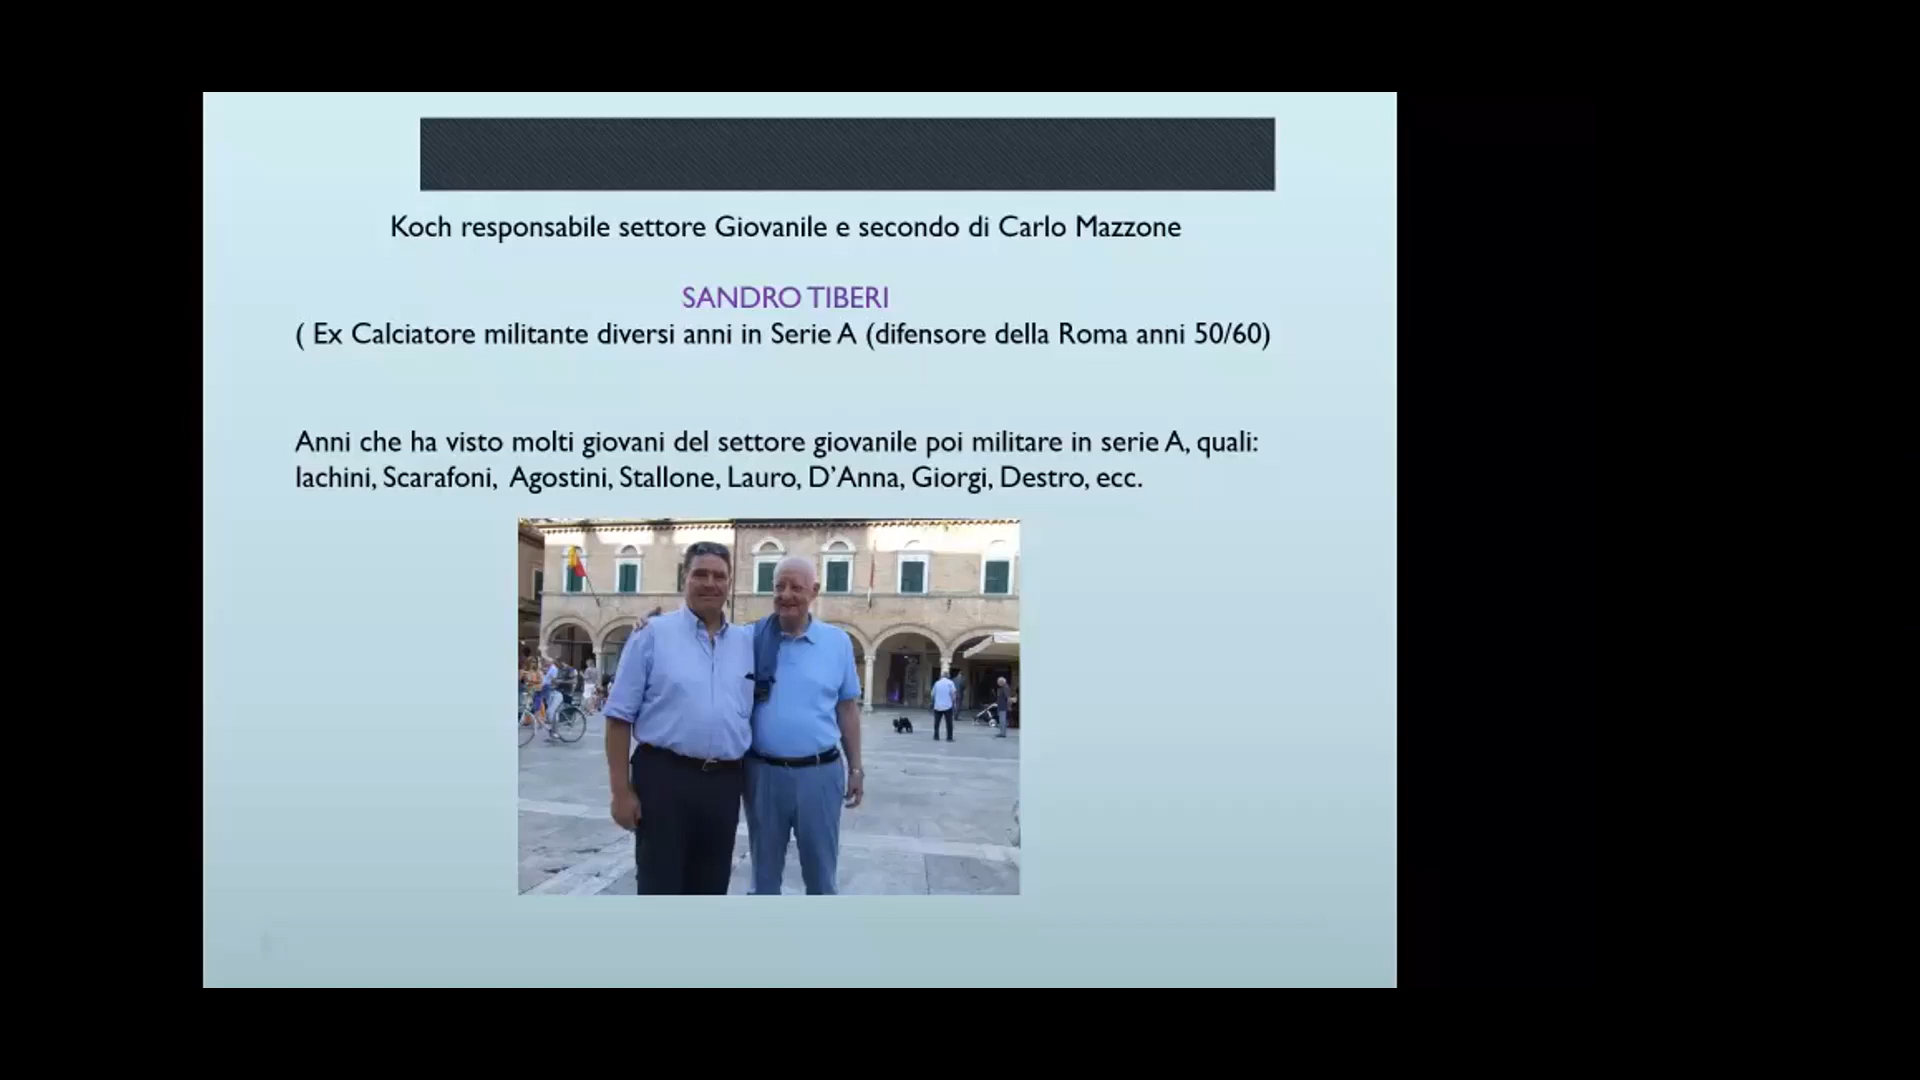 Koch responsabile settore Giovanile e secondo di Carlo Mazzone
SANDRO TIBERI
( Ex Calciatore militante diversi anni in Serie A (difensore della Roma anni 50/60)
Anni che ha visto molti giovani del settore giovanile poi militare in serie A, quali:
Iachini, Scarafoni, Agostini, Stallone, Lauro, D'Anna, Giorgi, Destro, ecc.